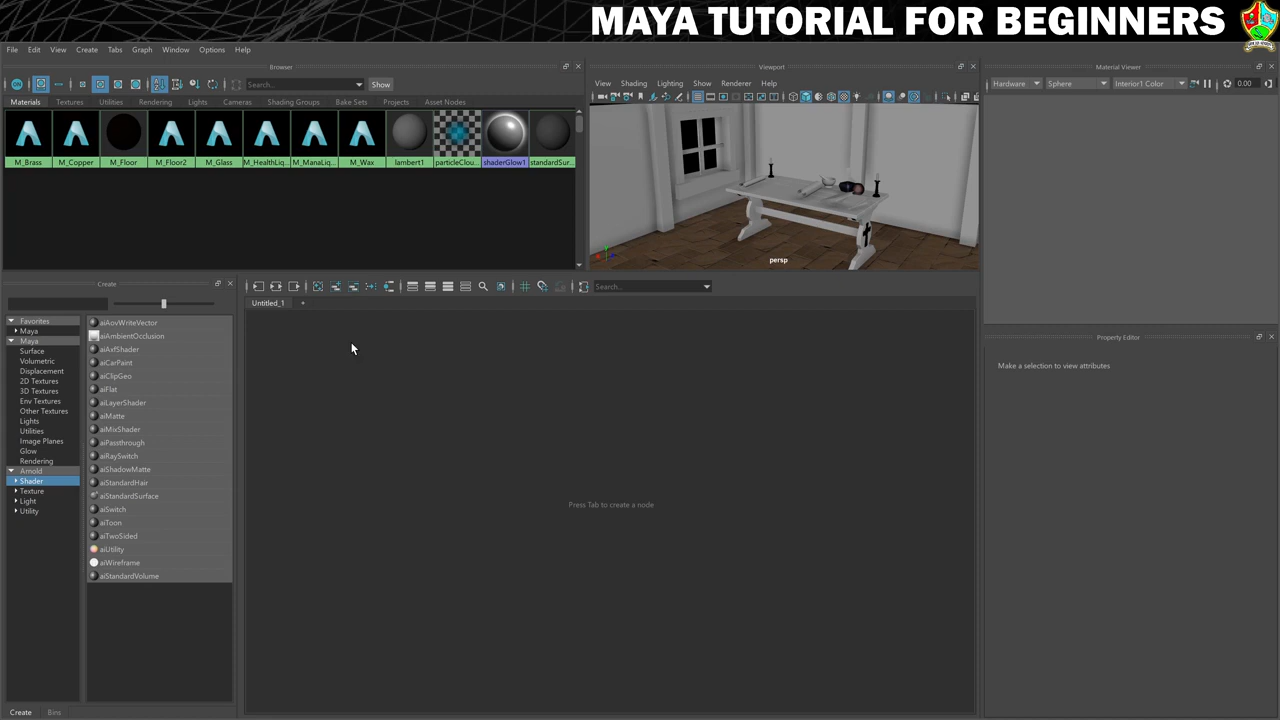 MAYA TUTORIAL FOR BEGINNERS
File Edit View Create Tabs Graph Window Options Help
Browser
Search...
Show
Materials Textures Utilities Rendering Lights Cameras Shading Groups Bake Sets Projects Asset Nodes
M_Brass M_Copper M_Floor M_Floor2 M_Glass M_HealthLiq... M_ManaLiq... M_Wax lambert1 particleClou... shaderGlow1 standardSur...
Viewport
View Shading Lighting Show Renderer Help
persp
Material Viewer
Hardware Sphere Interior1 Color 0.00
Create
Favorites
Maya
Maya
Surface
Volumetric
Displacement
2D Textures
3D Textures
Env Textures
Other Textures
Lights
Utilities
Image Planes
Glow
Rendering
Arnold
Shader
Texture
Light
Utility
aiAovWriteVector
aiAmbientOcclusion
aiAxfShader
aiCarPaint
aiClipGeo
aiFlat
aiLayerShader
aiMatte
aiMixShader
aiPassthrough
aiRaySwitch
aiShadowMatte
aiStandardHair
aiStandardSurface
aiSwitch
aiToon
aiTwoSided
aiUtility
aiWireframe
aiStandardVolume
Create Bins
Search...
Untitled_1 +
Press Tab to create a node
Property Editor
Make a selection to view attributes